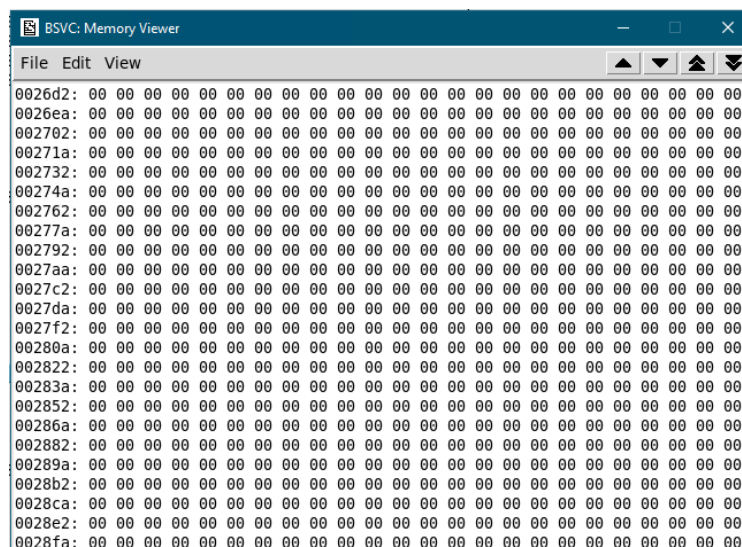 BSVC: Memory Viewer
File Edit View
0026d2: 00 00 00 00 00 00 00 00 00 00 00 00 00 00 00 00 00 00 00 00 00 00 00 00
0026ea: 00 00 00 00 00 00 00 00 00 00 00 00 00 00 00 00 00 00 00 00 00 00 00 00
002702: 00 00 00 00 00 00 00 00 00 00 00 00 00 00 00 00 00 00 00 00 00 00 00 00
00271a: 00 00 00 00 00 00 00 00 00 00 00 00 00 00 00 00 00 00 00 00 00 00 00 00
002732: 00 00 00 00 00 00 00 00 00 00 00 00 00 00 00 00 00 00 00 00 00 00 00 00
00274a: 00 00 00 00 00 00 00 00 00 00 00 00 00 00 00 00 00 00 00 00 00 00 00 00
002762: 00 00 00 00 00 00 00 00 00 00 00 00 00 00 00 00 00 00 00 00 00 00 00 00
00277a: 00 00 00 00 00 00 00 00 00 00 00 00 00 00 00 00 00 00 00 00 00 00 00 00
002792: 00 00 00 00 00 00 00 00 00 00 00 00 00 00 00 00 00 00 00 00 00 00 00 00
0027aa: 00 00 00 00 00 00 00 00 00 00 00 00 00 00 00 00 00 00 00 00 00 00 00 00
0027c2: 00 00 00 00 00 00 00 00 00 00 00 00 00 00 00 00 00 00 00 00 00 00 00 00
0027da: 00 00 00 00 00 00 00 00 00 00 00 00 00 00 00 00 00 00 00 00 00 00 00 00
0027f2: 00 00 00 00 00 00 00 00 00 00 00 00 00 00 00 00 00 00 00 00 00 00 00 00
00280a: 00 00 00 00 00 00 00 00 00 00 00 00 00 00 00 00 00 00 00 00 00 00 00 00
002822: 00 00 00 00 00 00 00 00 00 00 00 00 00 00 00 00 00 00 00 00 00 00 00 00
00283a: 00 00 00 00 00 00 00 00 00 00 00 00 00 00 00 00 00 00 00 00 00 00 00 00
002852: 00 00 00 00 00 00 00 00 00 00 00 00 00 00 00 00 00 00 00 00 00 00 00 00
00286a: 00 00 00 00 00 00 00 00 00 00 00 00 00 00 00 00 00 00 00 00 00 00 00 00
002882: 00 00 00 00 00 00 00 00 00 00 00 00 00 00 00 00 00 00 00 00 00 00 00 00
00289a: 00 00 00 00 00 00 00 00 00 00 00 00 00 00 00 00 00 00 00 00 00 00 00 00
0028b2: 00 00 00 00 00 00 00 00 00 00 00 00 00 00 00 00 00 00 00 00 00 00 00 00
0028ca: 00 00 00 00 00 00 00 00 00 00 00 00 00 00 00 00 00 00 00 00 00 00 00 00
0028e2: 00 00 00 00 00 00 00 00 00 00 00 00 00 00 00 00 00 00 00 00 00 00 00 00
0028fa: 00 00 00 00 00 00 00 00 00 00 00 00 00 00 00 00 00 00 00 00 00 00 00 00